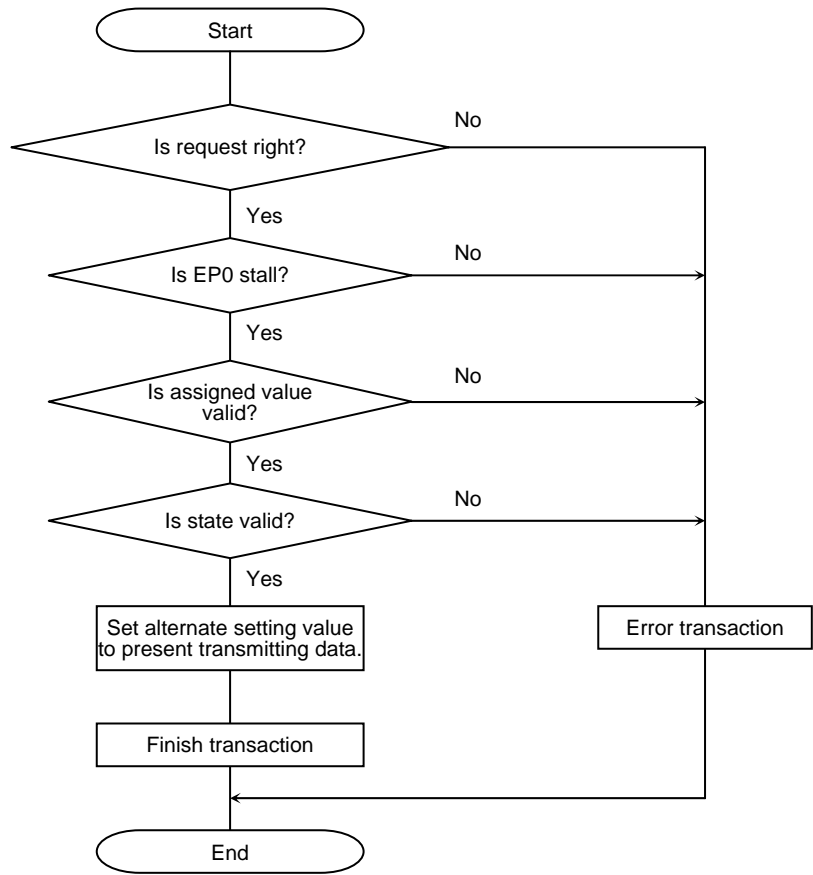 Start
No
Is request right?
Yes
No
Is EP0 stall?
Yes
No
Is assigned value
valid?
Yes
No
Is state valid?
Yes
Set alternate setting value
to present transmitting data.
Error transaction
Finish transaction
End